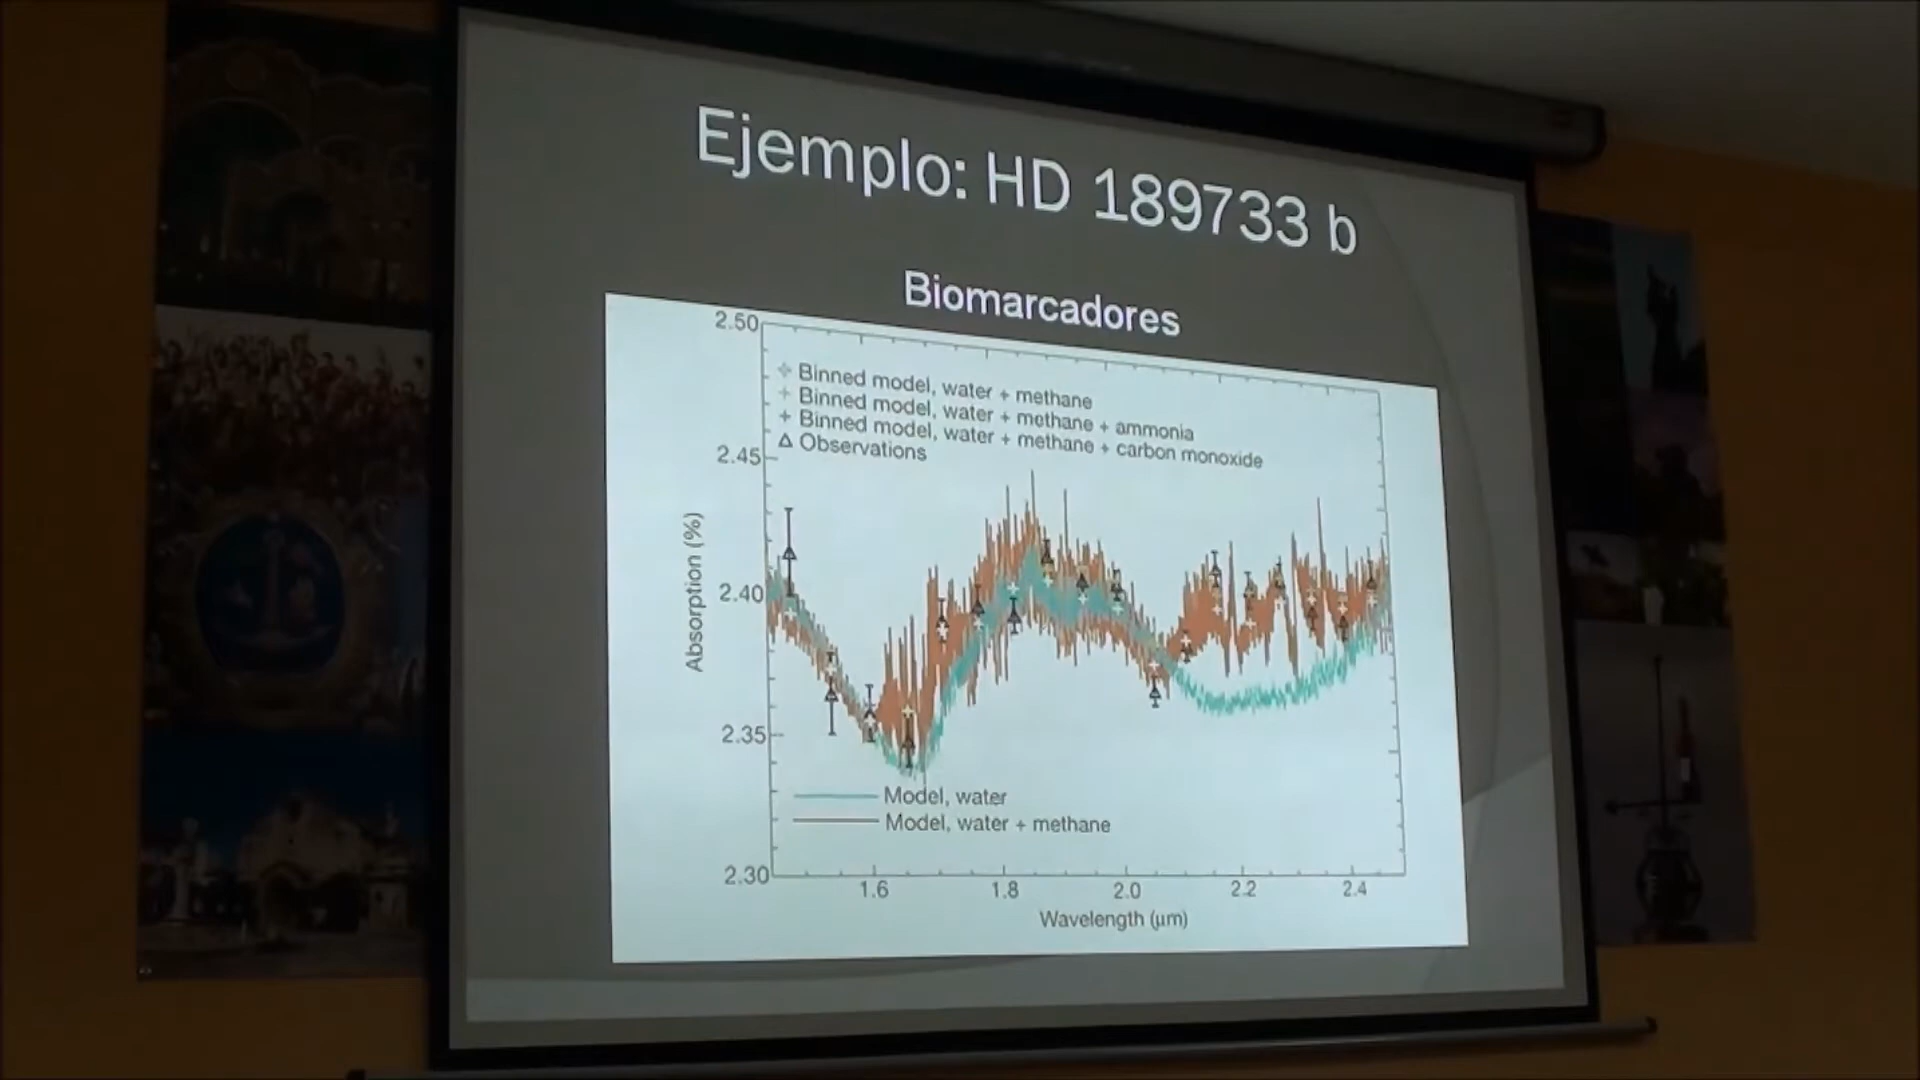 Ejemplo: HD 189733 b
Biomarcadores
2.50
Binned model, water + methane
Binned model, water + methane + ammonia
Binned model, water + methane + carbon monoxide
Observations
2.45
2.40
2.35
2.30
Absorption (%)
Model, water
Model, water + methane
1.6 1.8 2.0 2.2 2.4
Wavelength (µm)